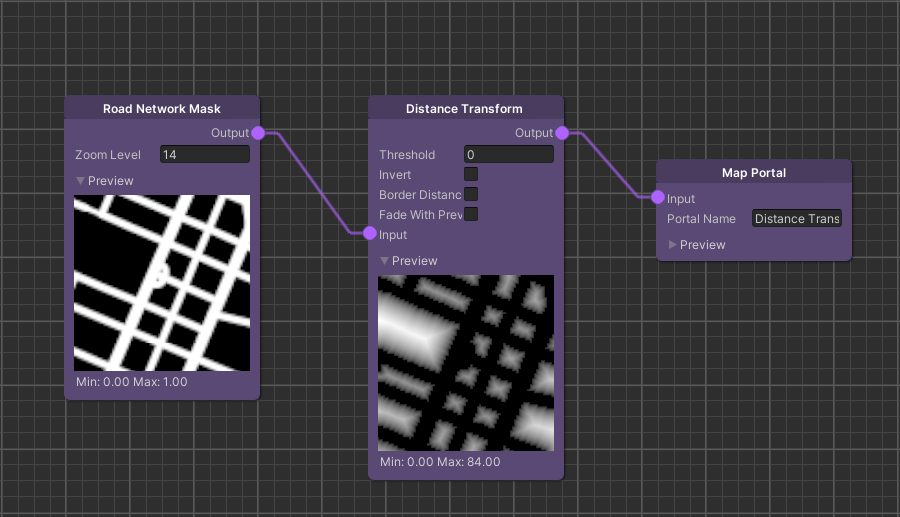 Road Network Mask
Output
Zoom Level 14
Preview
Min: 0.00 Max: 1.00
Distance Transform
Output
Threshold 0
Invert
Border Distanc
Fade With Prev
Input
Preview
Min: 0.00 Max: 84.00
Map Portal
Input
Portal Name Distance Trans
Preview